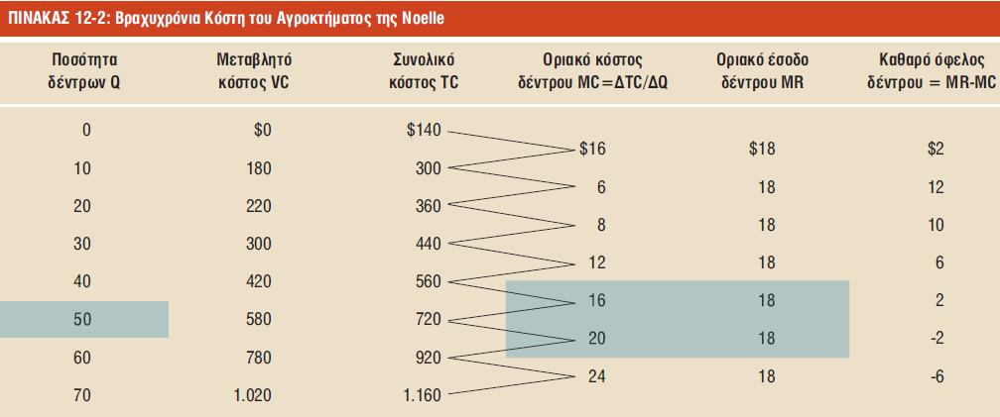 ΠΙΝΑΚΑΣ 12-2: Βραχυχρόνια Κόστη του Αγροκτήματος της Noelle
Ποσότητα δέντρων Q Μεταβλητό κόστος VC Συνολικό κόστος TC Οριακό κόστος δέντρου MC=ΔTC/ΔQ Οριακό έσοδο δέντρου MR Καθαρό όφελος δέντρου = MR-MC
0 $0 $140
$16 $18 $2
10 180 300
6 18 12
20 220 360
8 18 10
30 300 440
12 18 6
40 420 560
16 18 2
50 580 720
20 18 -2
60 780 920
24 18 -6
70 1.020 1.160